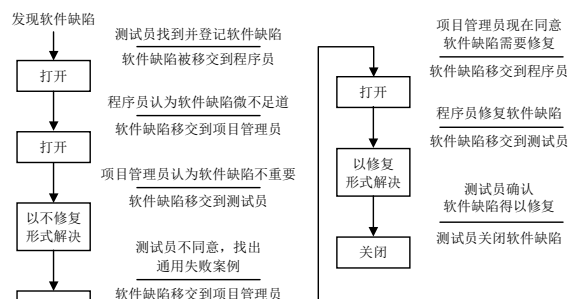 发现软件缺陷
测试员找到并登记软件缺陷
软件缺陷被移交到程序员
打开
程序员认为软件缺陷微不足道
软件缺陷移交到项目管理员
打开
项目管理员认为软件缺陷不重要
软件缺陷移交到测试员
以不修复
形式解决
测试员不同意，找出
通用失败案例
软件缺陷移交到项目管理员
项目管理员现在同意
软件缺陷需要修复
软件缺陷移交到程序员
打开
程序员修复软件缺陷
软件缺陷移交到测试员
以修复
形式解决
测试员确认
软件缺陷得以修复
测试员关闭软件缺陷
关闭